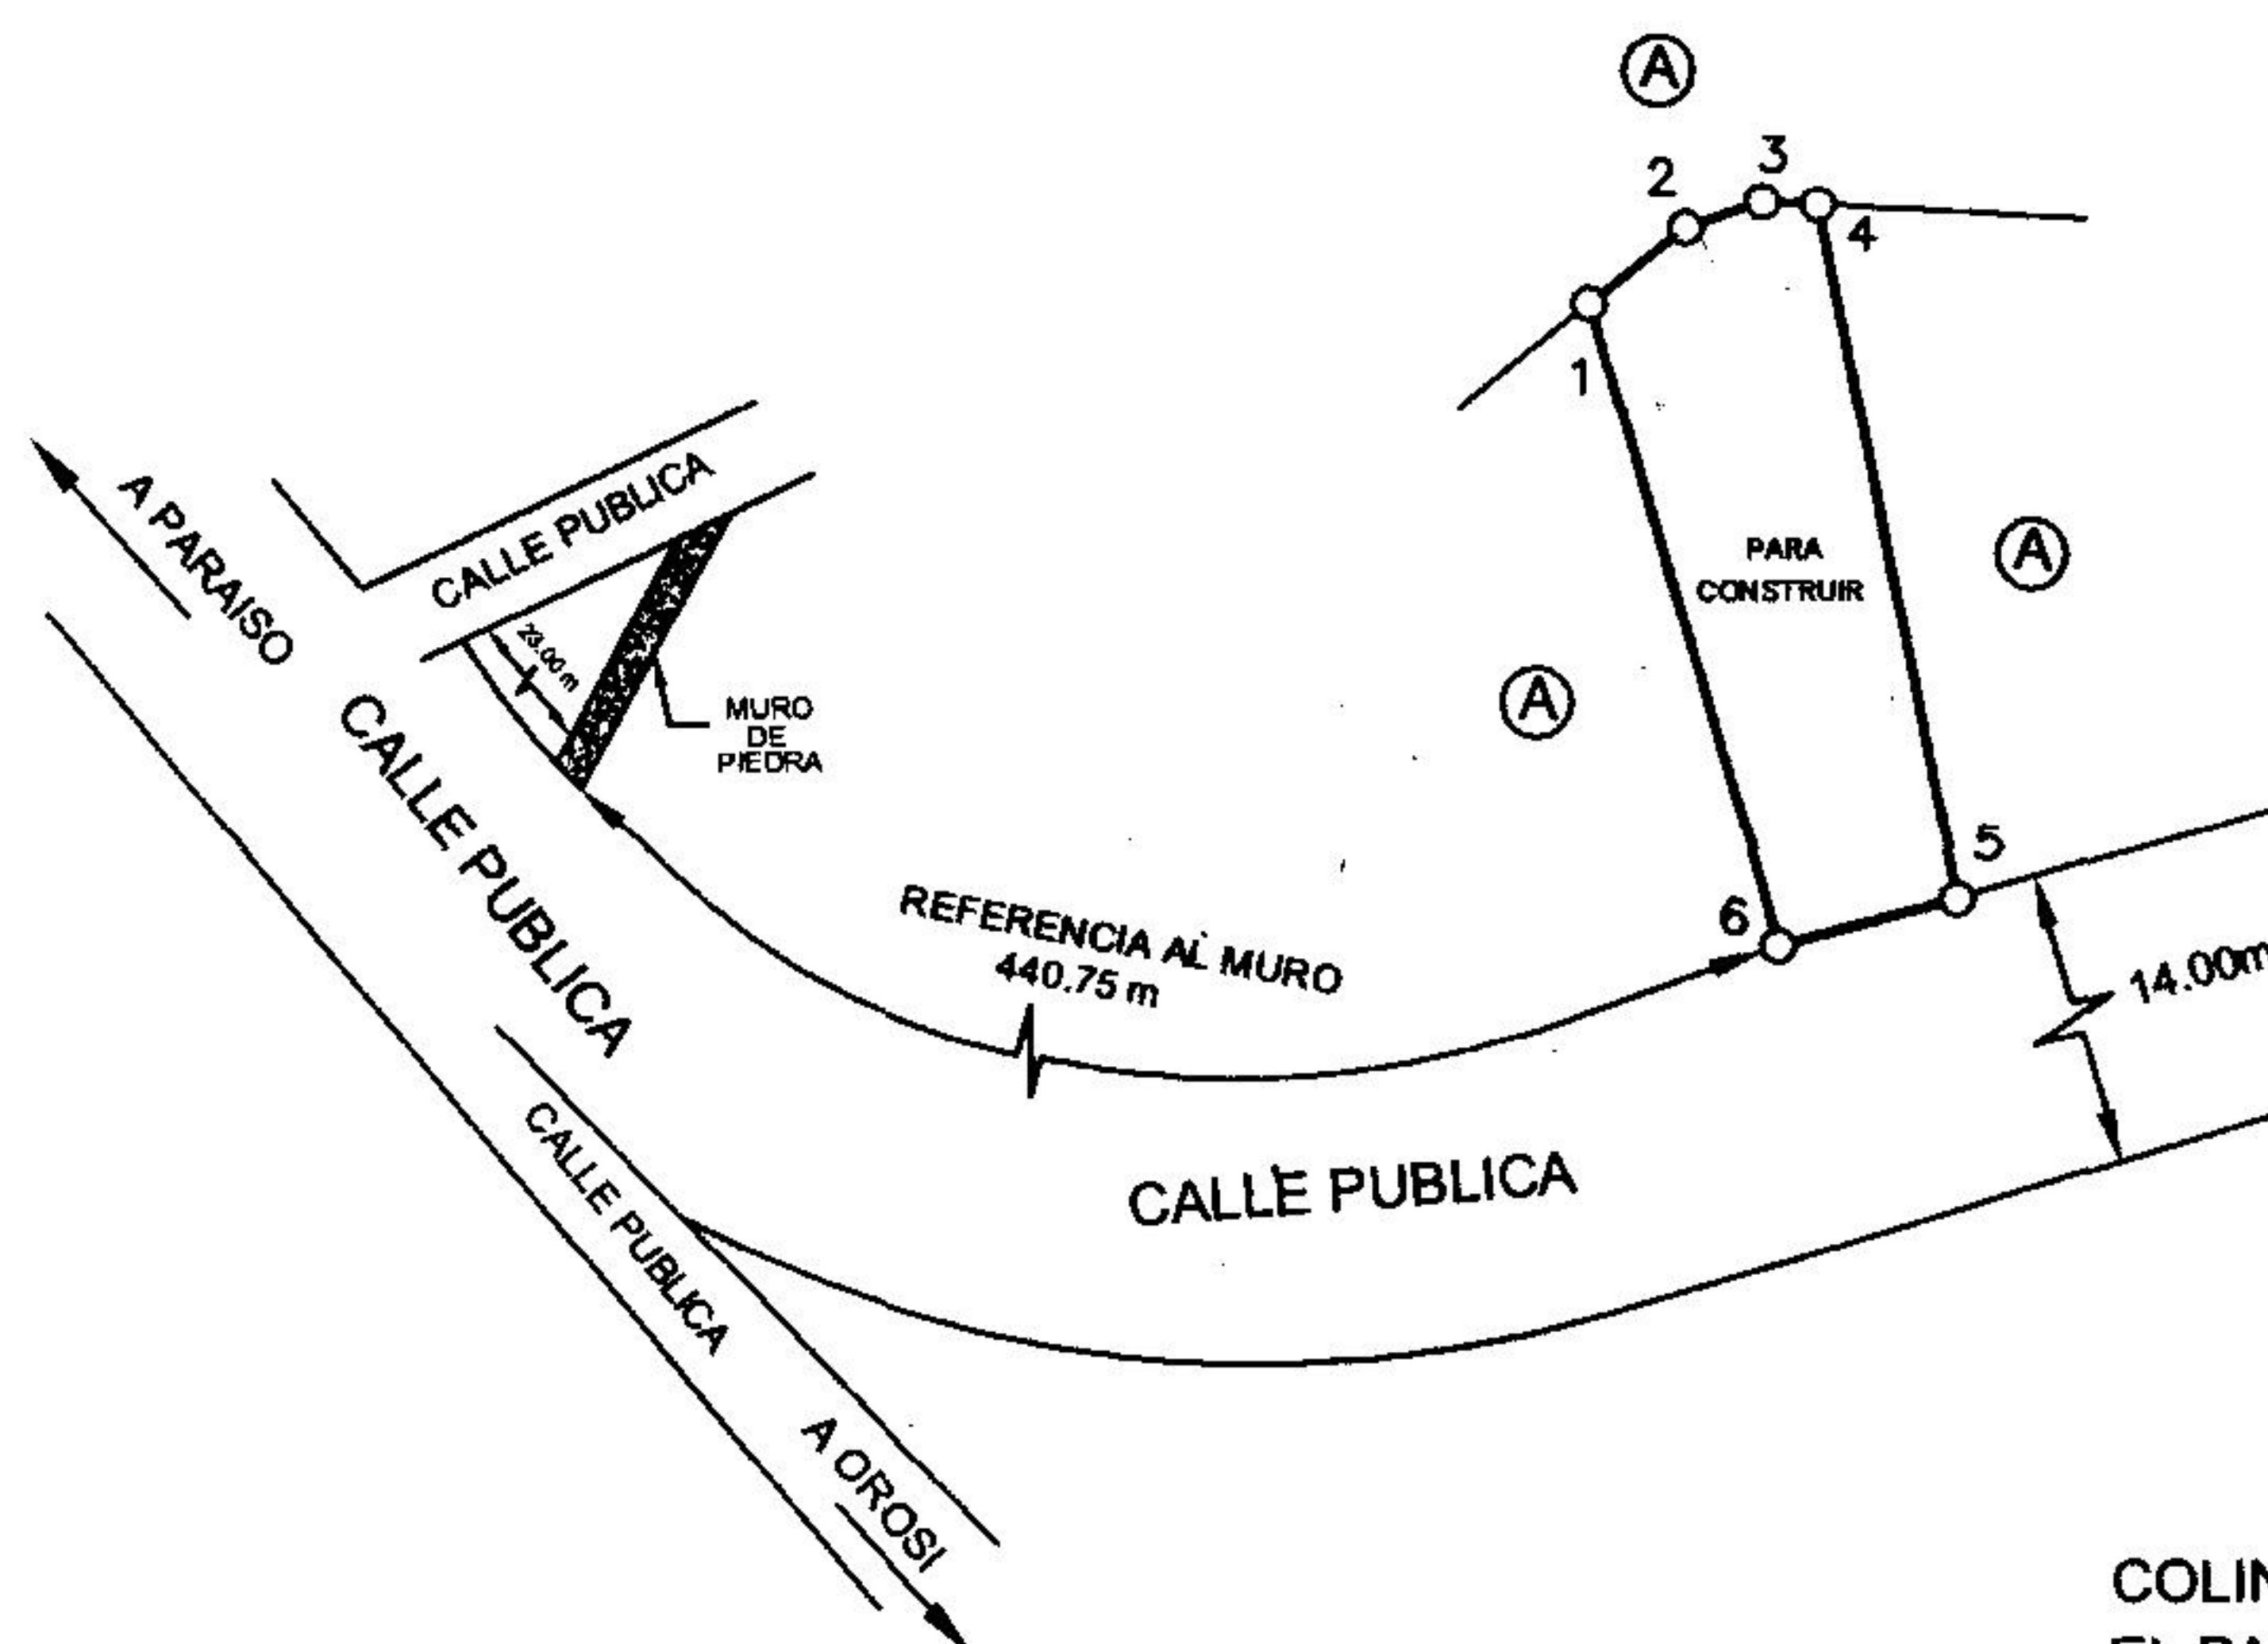 A
3
2
4
1
A PARAISO
CALLE PUBLICA
PARA
CONSTRUIR
A
A
MURO
DE
PIEDRA
CALLE PUBLICA
5
6
REFERENCIA AL MURO
440.75 m
14.00m
CALLE PUBLICA
CALLE PUBLICA
A OROSI
COLIN